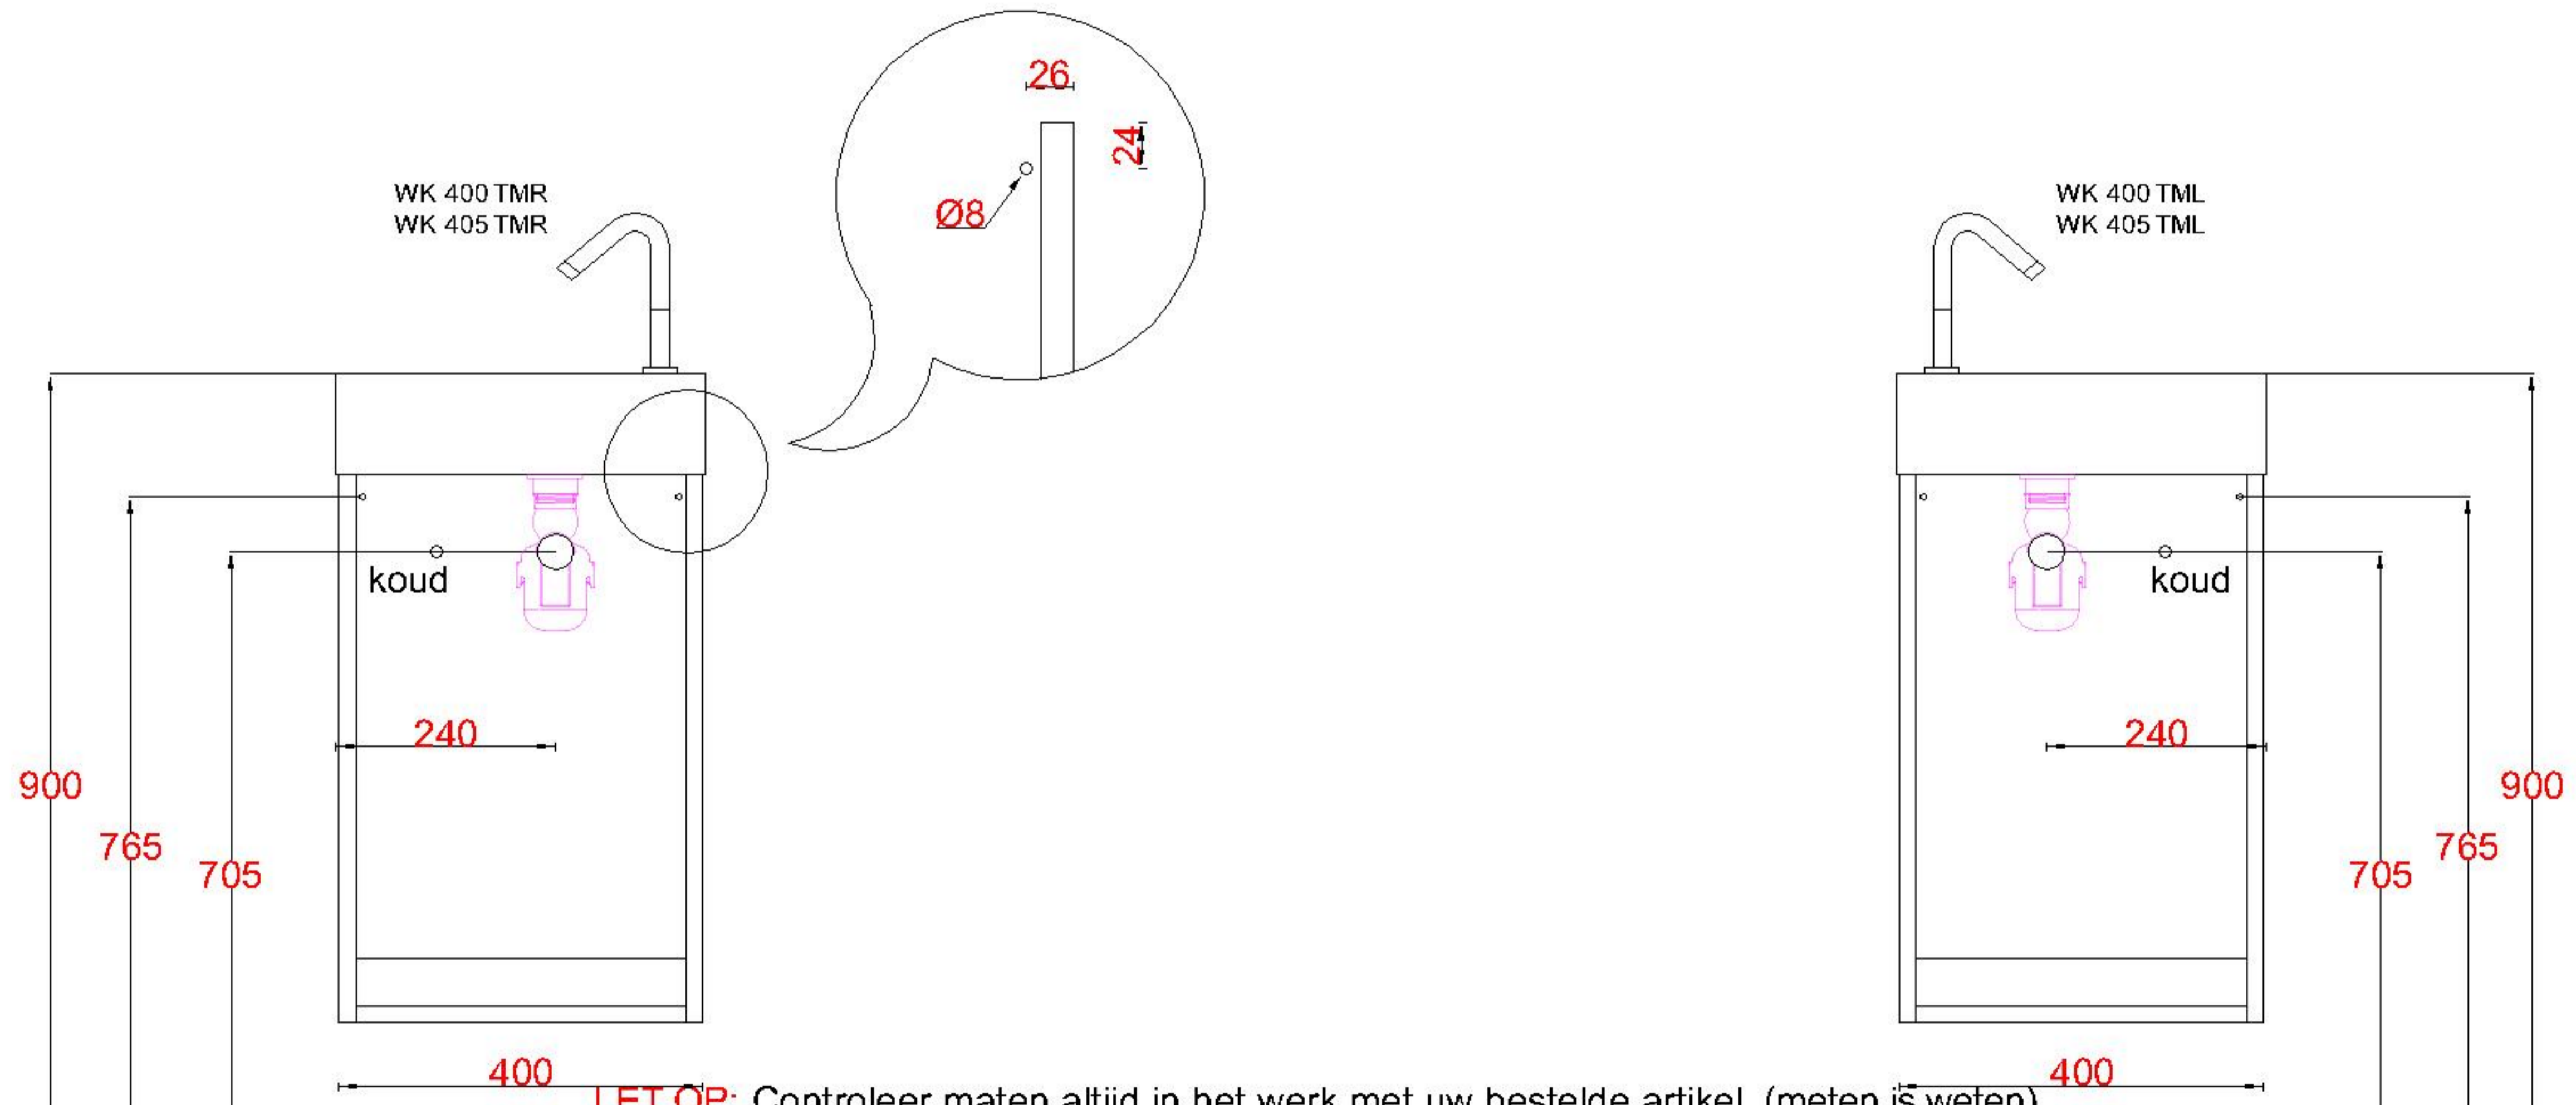 26
24
Ø8
WK 400 TMR
WK 405 TMR
WK 400 TML
WK 405 TML
koud
koud
240
240
900
765
705
900
765
705
400
400
LET OP: Controleer maten altijd in het werk met uw bestelde artikel. (meten is weten)